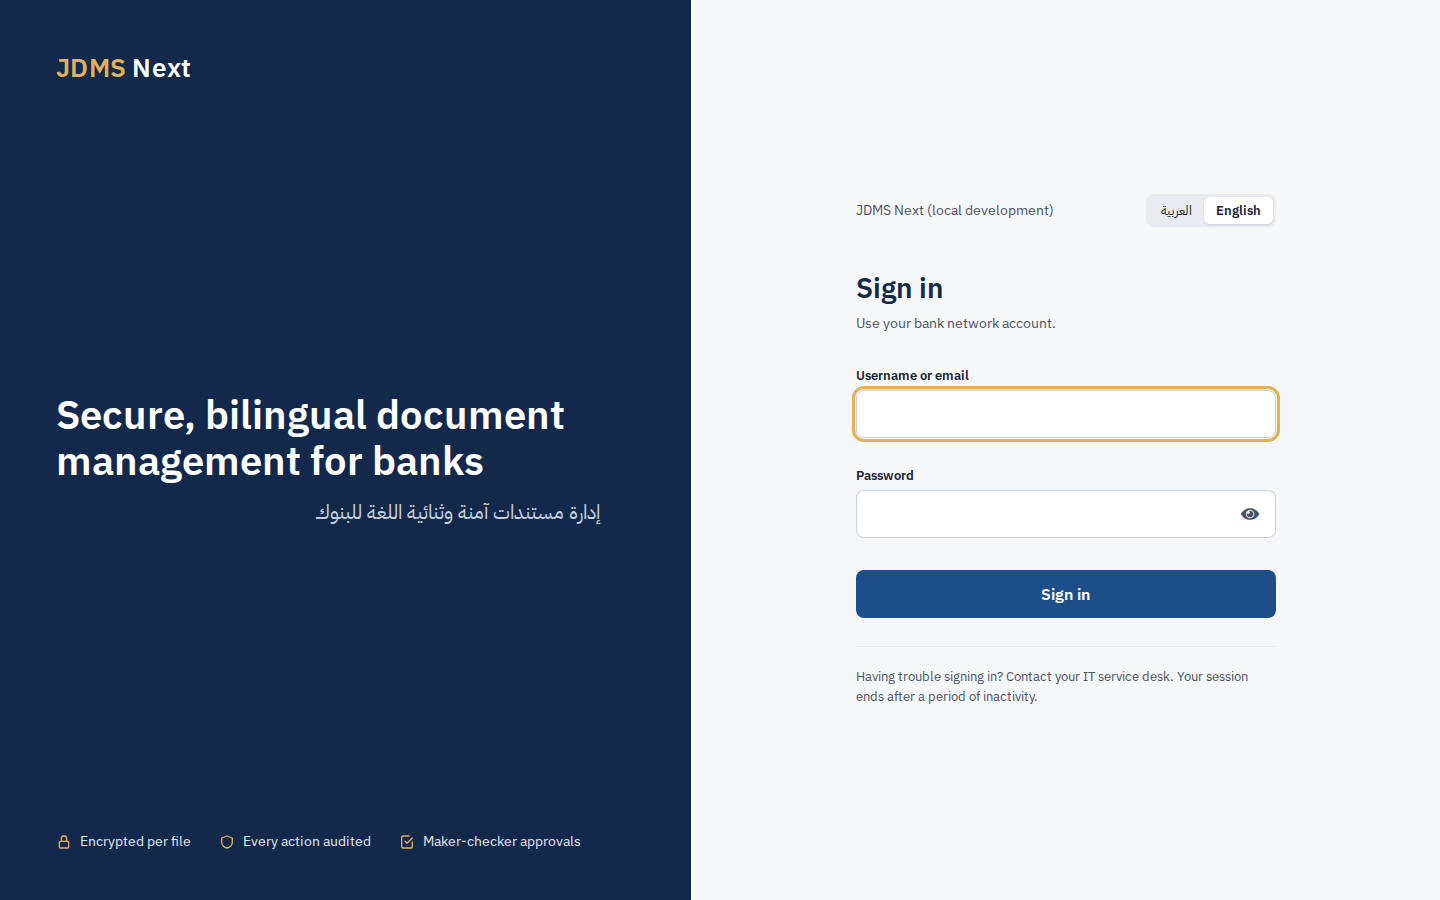 JDMS Next
Secure, bilingual document
management for banks
إدارة مستندات آمنة وثنائية اللغة للبنوك
Encrypted per file
Every action audited
Maker-checker approvals
JDMS Next (local development)
العربية
English
Sign in
Use your bank network account.
Username or email
Password
Sign in
Having trouble signing in? Contact your IT service desk. Your session
ends after a period of inactivity.